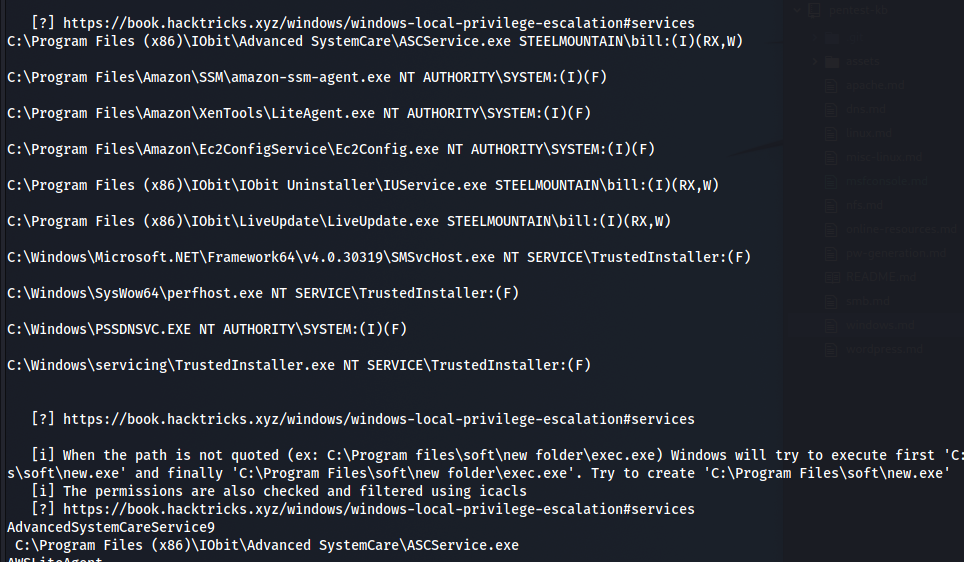 [?] https://book.hacktricks.xyz/windows/windows-local-privilege-escalation#services
C:\Program Files (x86)\IObit\Advanced SystemCare\ASCService.exe STEELMOUNTAIN\bill:(I)(RX,W)
C:\Program Files\Amazon\SSM\amazon-ssm-agent.exe NT AUTHORITY\SYSTEM:(I)(F)
C:\Program Files\Amazon\XenTools\LiteAgent.exe NT AUTHORITY\SYSTEM:(I)(F)
C:\Program Files\Amazon\Ec2ConfigService\Ec2Config.exe NT AUTHORITY\SYSTEM:(I)(F)
C:\Program Files (x86)\IObit\IObit Uninstaller\IUService.exe STEELMOUNTAIN\bill:(I)(RX,W)
C:\Program Files (x86)\IObit\LiveUpdate\LiveUpdate.exe STEELMOUNTAIN\bill:(I)(RX,W)
C:\Windows\Microsoft.NET\Framework64\v4.0.30319\SMSvcHost.exe NT SERVICE\TrustedInstaller:(F)
C:\Windows\SysWow64\perfhost.exe NT SERVICE\TrustedInstaller:(F)
C:\Windows\PSSDNSVC.EXE NT AUTHORITY\SYSTEM:(I)(F)
C:\Windows\servicing\TrustedInstaller.exe NT SERVICE\TrustedInstaller:(F)
[?] https://book.hacktricks.xyz/windows/windows-local-privilege-escalation#services
[i] When the path is not quoted (ex: C:\Program files\soft\new folder\exec.exe) Windows will try to execute first 'C:
s\soft\new.exe' and finally 'C:\Program Files\soft\new folder\exec.exe'. Try to create 'C:\Program Files\soft\new.exe'
[i] The permissions are also checked and filtered using icacls
[?] https://book.hacktricks.xyz/windows/windows-local-privilege-escalation#services
AdvancedSystemCareService9
C:\Program Files (x86)\IObit\Advanced SystemCare\ASCService.exe
AWSLiteAgent
assets
README.md
windows.md